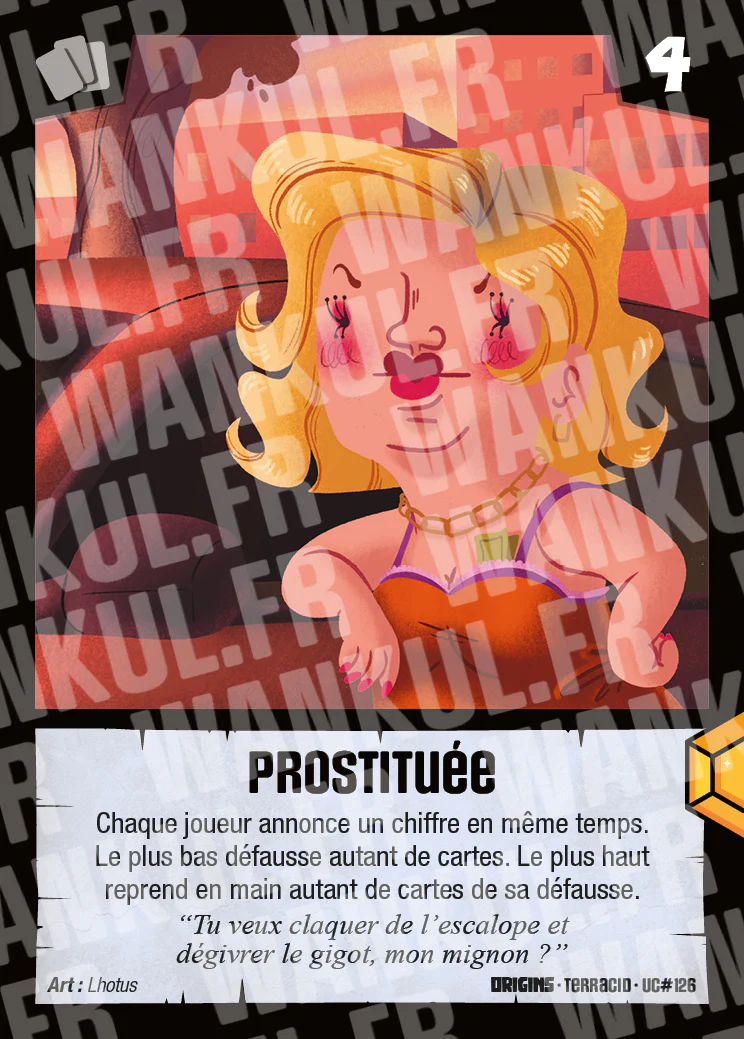 4
WANKUL.FR
PROSTITUÉE
Chaque joueur annonce un chiffre en même temps.
Le plus bas défausse autant de cartes. Le plus haut
reprend en main autant de cartes de sa défausse.
“Tu veux claquer de l’escalope et
dégivrer le gigot, mon mignon ?”
Art : Lhotus
ORIGINS · TERRACID · UC#126